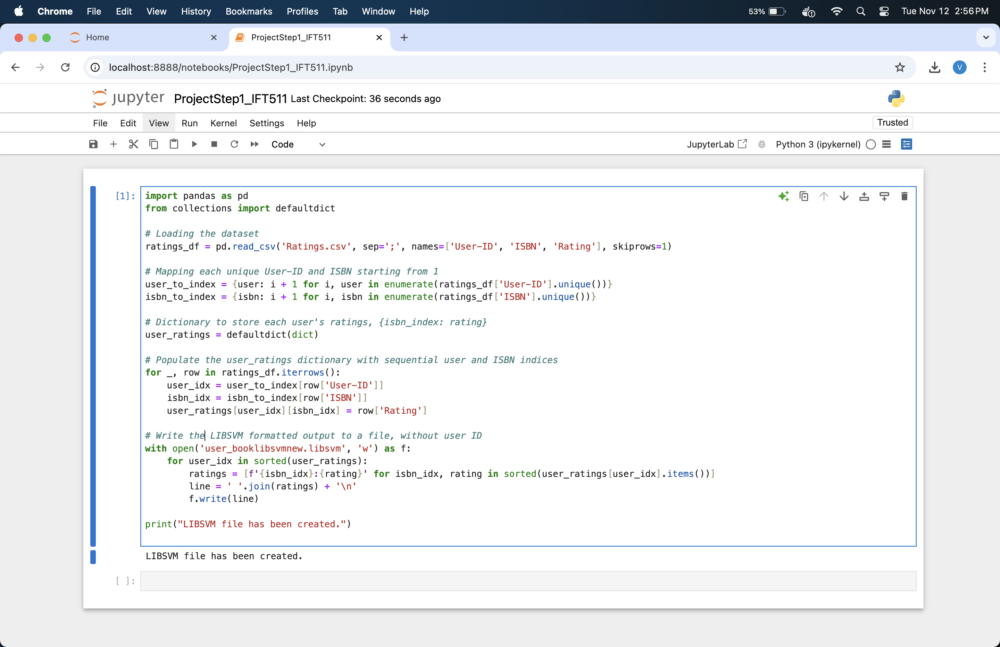 Chrome File Edit View History Bookmarks Profiles Tab Window Help 53% Tue Nov 12 2:56 PM
Home ProjectStep1_IFT511
localhost:8888/notebooks/ProjectStep1_IFT511.ipynb V
jupyter ProjectStep1_IFT511 Last Checkpoint: 36 seconds ago
File Edit View Run Kernel Settings Help Trusted
Code JupyterLab Python 3 (ipykernel)
[1]: import pandas as pd
from collections import defaultdict
# Loading the dataset
ratings_df = pd.read_csv('Ratings.csv', sep=';', names=['User-ID', 'ISBN', 'Rating'], skiprows=1)
# Mapping each unique User-ID and ISBN starting from 1
user_to_index = {user: i + 1 for i, user in enumerate(ratings_df['User-ID'].unique())}
isbn_to_index = {isbn: i + 1 for i, isbn in enumerate(ratings_df['ISBN'].unique())}
# Dictionary to store each user's ratings, {isbn_index: rating}
user_ratings = defaultdict(dict)
# Populate the user_ratings dictionary with sequential user and ISBN indices
for _, row in ratings_df.iterrows():
    user_idx = user_to_index[row['User-ID']]
    isbn_idx = isbn_to_index[row['ISBN']]
    user_ratings[user_idx][isbn_idx] = row['Rating']
# Write the LIBSVM formatted output to a file, without user ID
with open('user_booklibsvmnew.libsvm', 'w') as f:
    for user_idx in sorted(user_ratings):
        ratings = [f'{isbn_idx}:{rating}' for isbn_idx, rating in sorted(user_ratings[user_idx].items())]
        line = ' '.join(ratings) + '\n'
        f.write(line)
print("LIBSVM file has been created.")
LIBSVM file has been created.
[ ]: